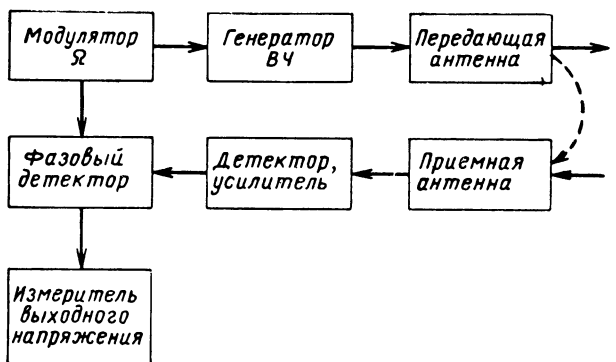 Модулятор
Ω
Генератор
ВЧ
Передающая
антенна
Фазовый
детектор
Детектор,
усилитель
Приемная
антенна
Измеритель
выходного
напряжения